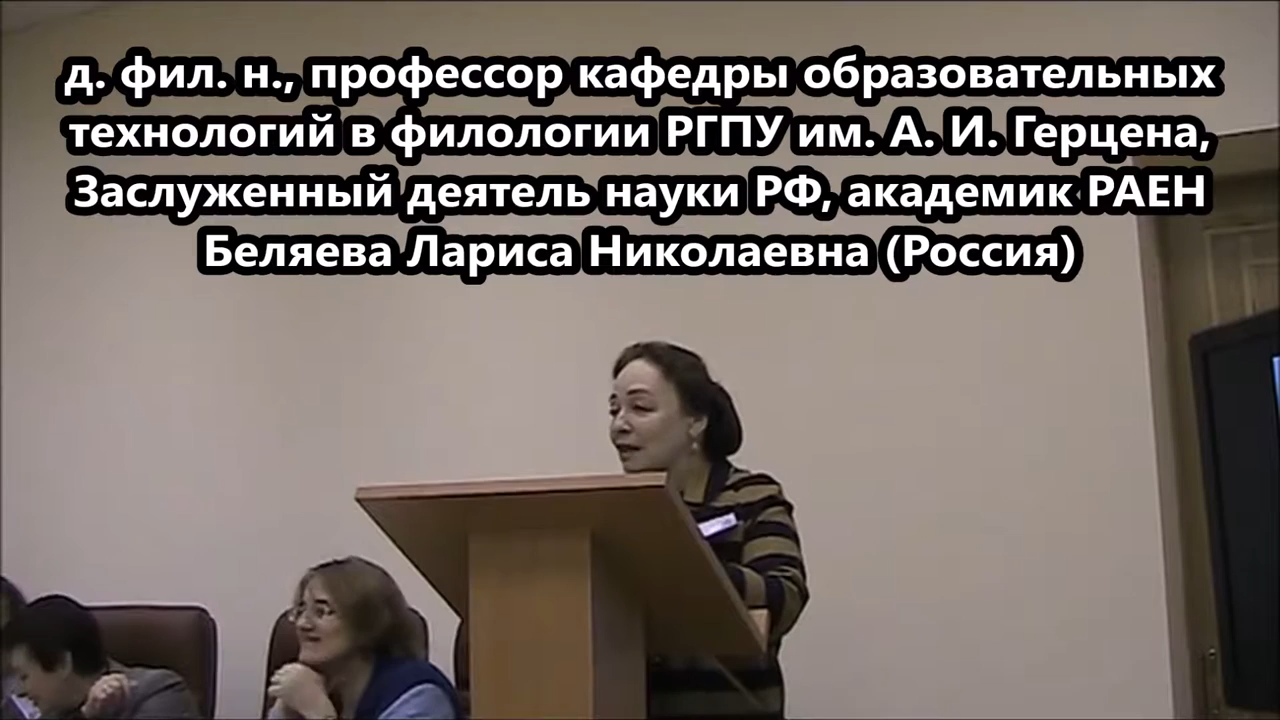 д. фил. н., профессор кафедры образовательных
технологий в филологии РГПУ им. А. И. Герцена,
Заслуженный деятель науки РФ, академик РАЕН
Беляева Лариса Николаевна (Россия)